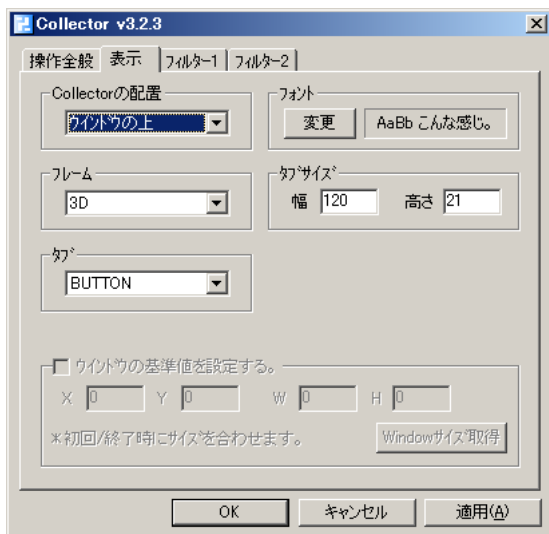 Collector v3.2.3
操作全般 表示 ﾌｨﾙﾀｰ1 ﾌｨﾙﾀｰ2
Collectorの配置
ｳｨﾝﾄﾞｳの上
ﾌｫﾝﾄ
変更 AaBb こんな感じ。
ﾌﾚｰﾑ
3D
ﾀﾌﾞｻｲｽﾞ
幅 120 高さ 21
ﾀﾌﾞ
BUTTON
ｳｨﾝﾄﾞｳの基準値を設定する。
X 0 Y 0 W 0 H 0
*初回/終了時にｻｲｽﾞを合わせます。 Windowｻｲｽﾞ取得
OK キャンセル 適用(A)